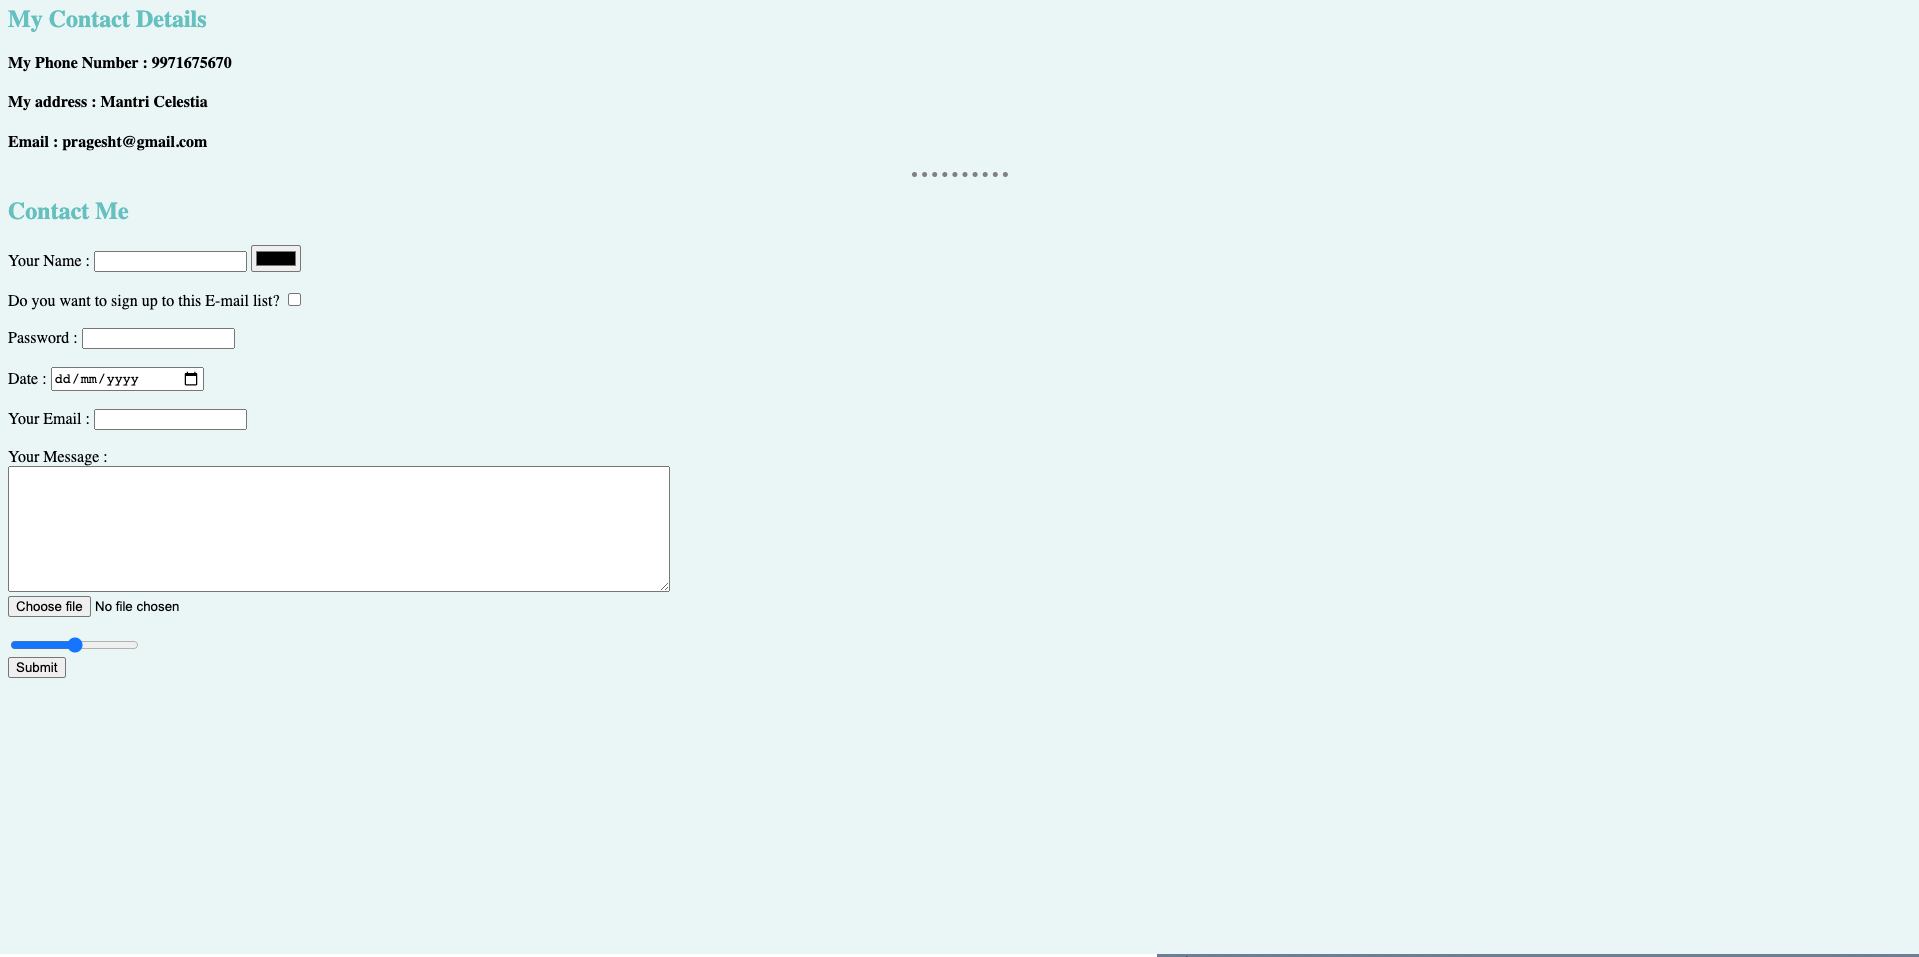 My Contact Details
My Phone Number : 9971675670
My address : Mantri Celestia
Email : pragesht@gmail.com
Contact Me
Your Name :
Do you want to sign up to this E-mail list?
Password :
Date : dd/mm/yyyy
Your Email :
Your Message :
Choose file No file chosen
Submit